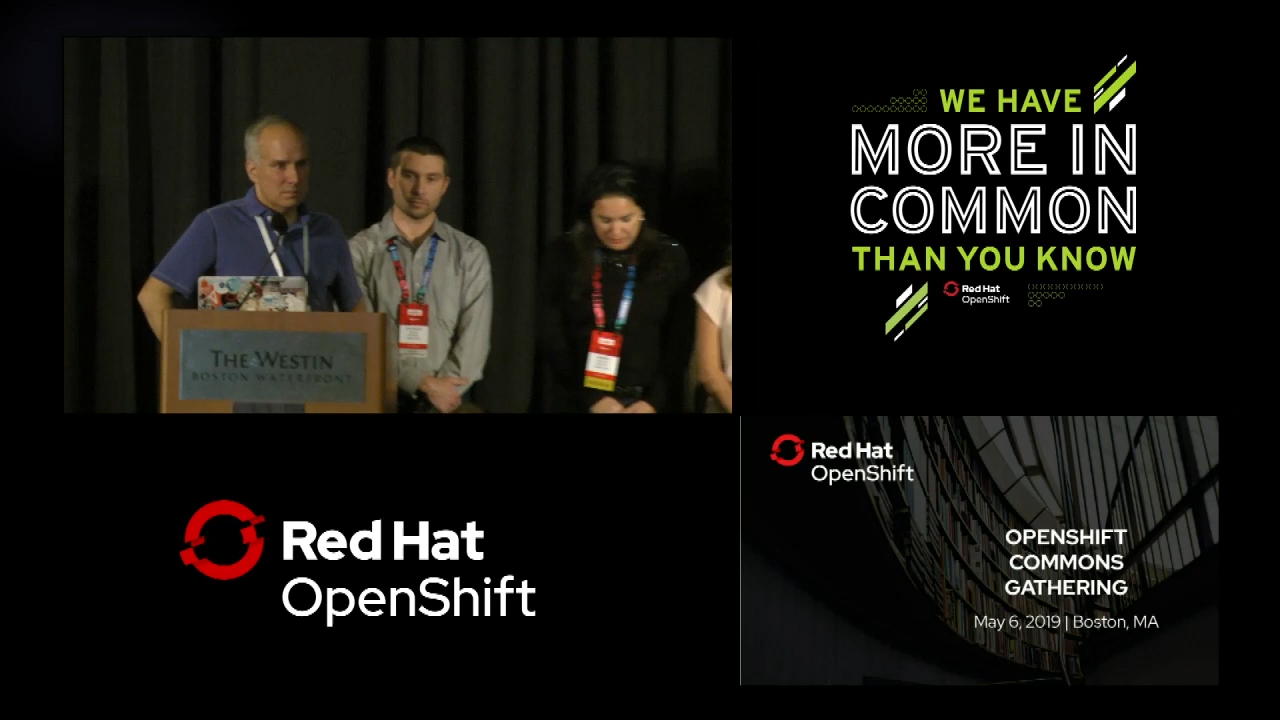 THE WESTIN
BOSTON WATERFRONT
WE HAVE
MORE IN
COMMON
THAN YOU KNOW
Red Hat
OpenShift
Red Hat
OpenShift
Red Hat
OpenShift
OPENSHIFT
COMMONS
GATHERING
May 6, 2019 | Boston, MA